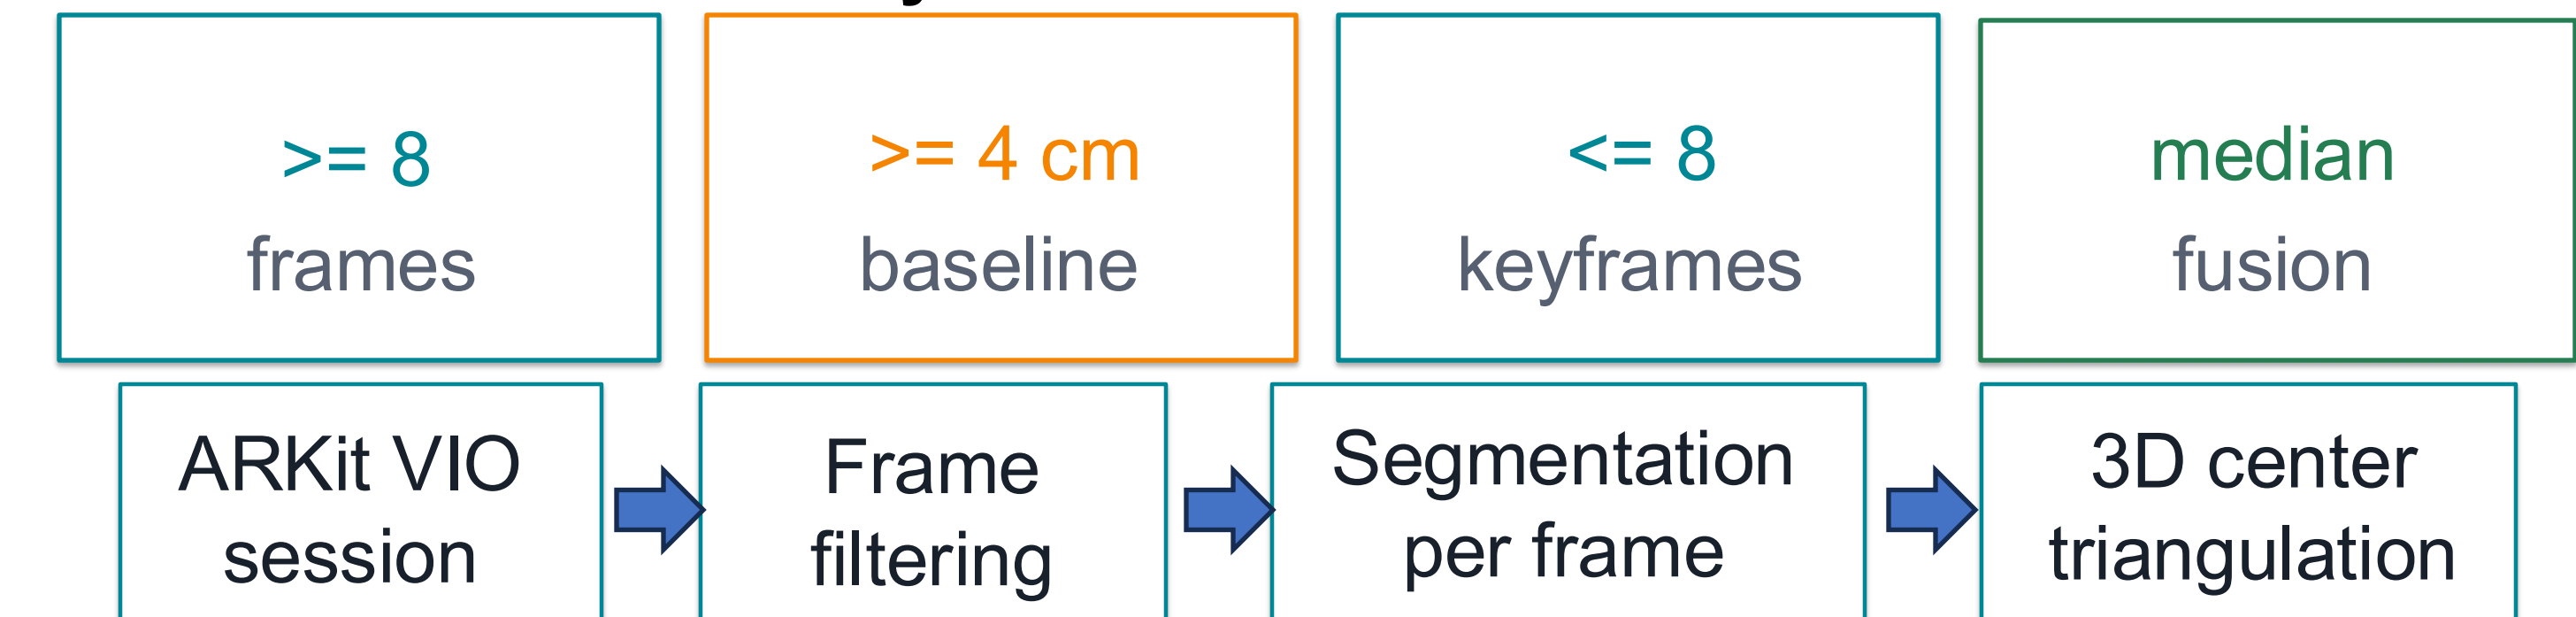 >= 8
frames
>= 4 cm
baseline
<= 8
keyframes
median
fusion
ARKit VIO
session
Frame
filtering
Segmentation
per frame
3D center
triangulation